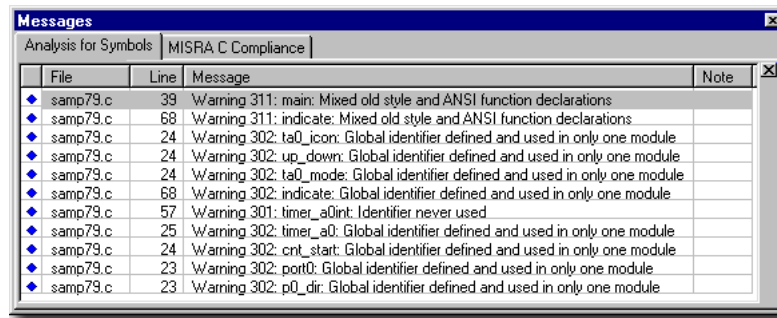 Messages
Analysis for Symbols MISRA C Compliance
File Line Message Note
samp79.c 39 Warning 311: main: Mixed old style and ANSI function declarations
samp79.c 68 Warning 311: indicate: Mixed old style and ANSI function declarations
samp79.c 24 Warning 302: ta0_icon: Global identifier defined and used in only one module
samp79.c 24 Warning 302: up_down: Global identifier defined and used in only one module
samp79.c 24 Warning 302: ta0_mode: Global identifier defined and used in only one module
samp79.c 68 Warning 302: indicate: Global identifier defined and used in only one module
samp79.c 57 Warning 301: timer_a0int: Identifier never used
samp79.c 25 Warning 302: timer_a0: Global identifier defined and used in only one module
samp79.c 24 Warning 302: cnt_start: Global identifier defined and used in only one module
samp79.c 23 Warning 302: port0: Global identifier defined and used in only one module
samp79.c 23 Warning 302: p0_dir: Global identifier defined and used in only one module